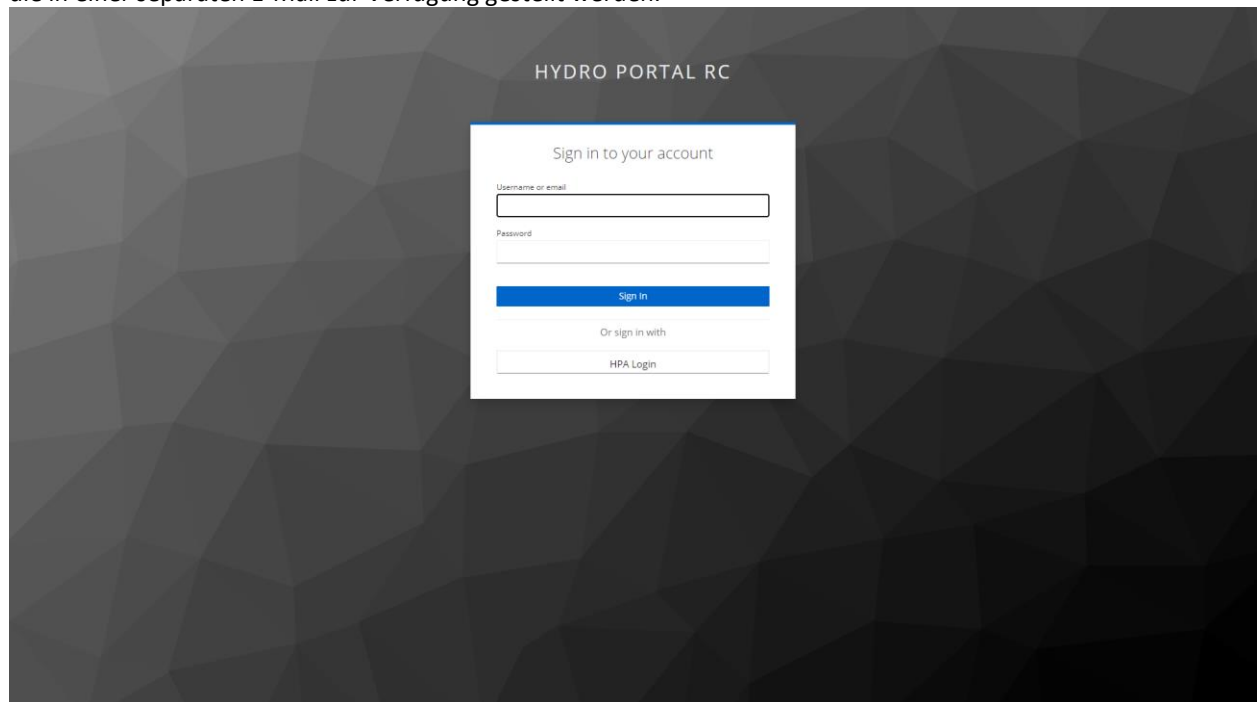 die in einer separaten E-Mail zur Verfügung gestellt werden.
HYDRO PORTAL RC
Sign in to your account
Username or email
Password
Sign In
Or sign in with
HPA Login